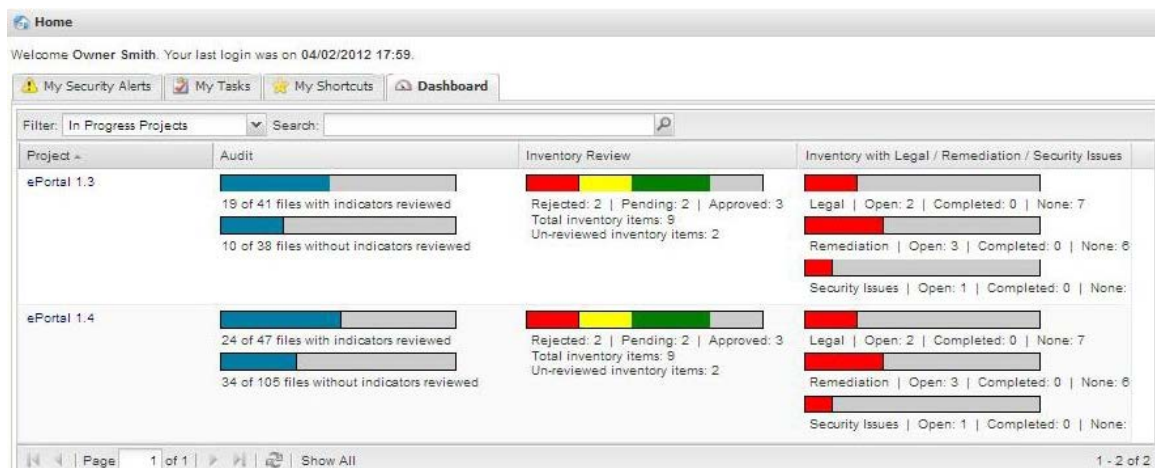 Home
Welcome Owner Smith. Your last login was on 04/02/2012 17:59.
My Security Alerts My Tasks My Shortcuts Dashboard
Filter: In Progress Projects Search:
Project Audit Inventory Review Inventory with Legal / Remediation / Security Issues
ePortal 1.3
19 of 41 files with indicators reviewed
10 of 38 files without indicators reviewed
Rejected: 2 | Pending: 2 | Approved: 3
Total inventory items: 9
Un-reviewed inventory items: 2
Legal | Open: 2 | Completed: 0 | None: 7
Remediation | Open: 3 | Completed: 0 | None: 6
Security Issues | Open: 1 | Completed: 0 | None:
ePortal 1.4
24 of 47 files with indicators reviewed
34 of 105 files without indicators reviewed
Rejected: 2 | Pending: 2 | Approved: 3
Total inventory items: 9
Un-reviewed inventory items: 2
Legal | Open: 2 | Completed: 0 | None: 7
Remediation | Open: 3 | Completed: 0 | None: 6
Security Issues | Open: 1 | Completed: 0 | None:
Page 1 of 1 Show All 1 - 2 of 2